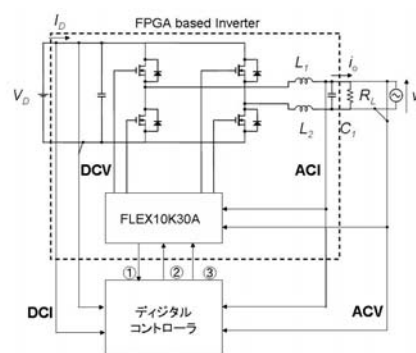 FPGA based Inverter
I_D
L_1
i_o
V_D
R_L
v
L_2
C_1
DCV
ACI
FLEX10K30A
① ② ③
DCI
ACV
ディジタル
コントローラ